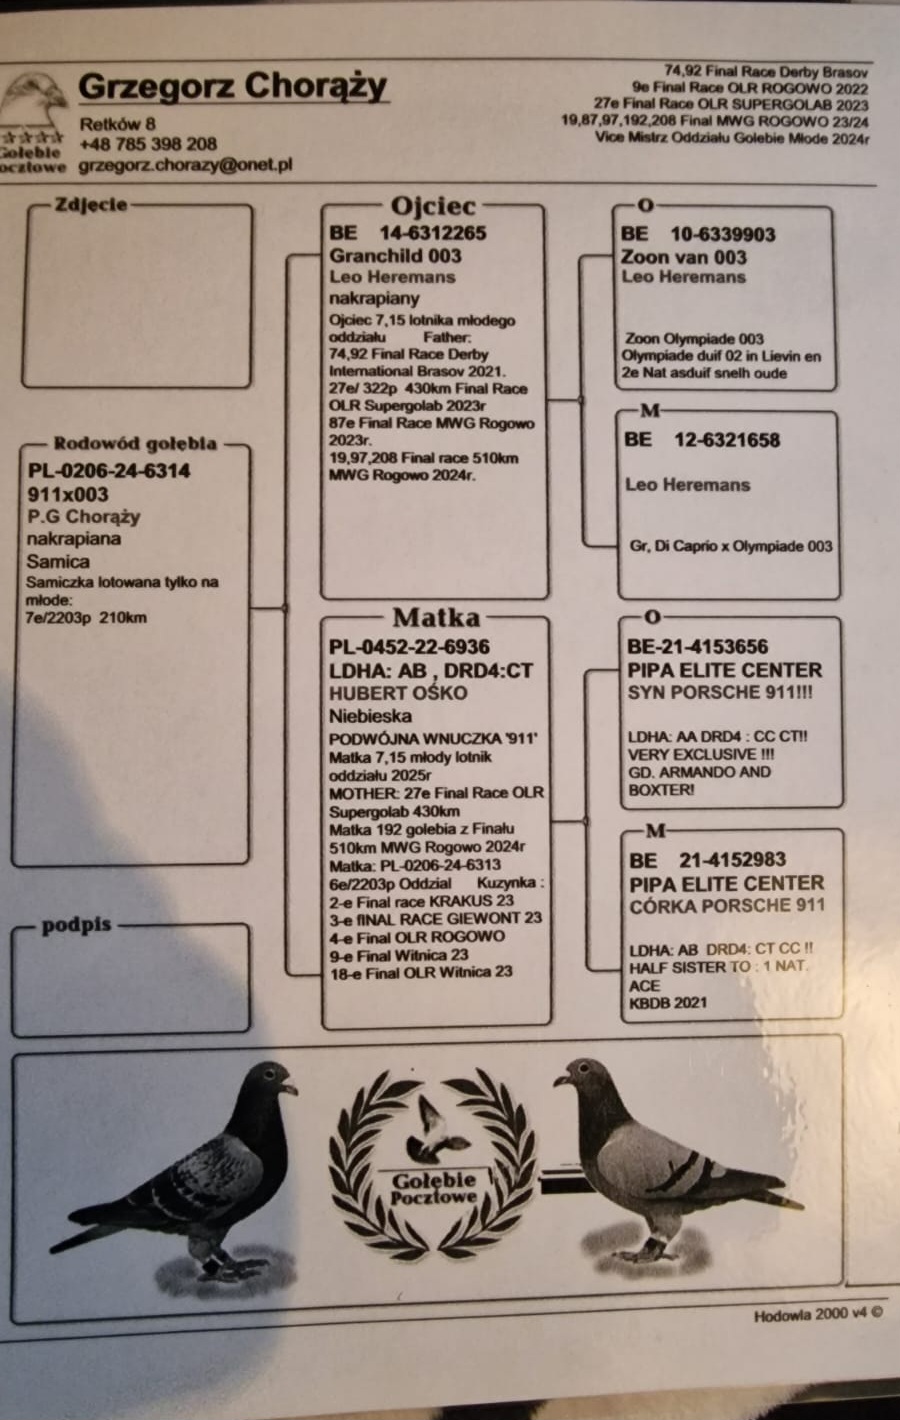 Grzegorz Chorąży
Retków 8
+48 785 398 208
grzegorz.chorazy@onet.pl
Gołębie
Pocztowe
74,92 Final Race Derby Brasov
9e Final Race OLR ROGOWO 2022
27e Final Race OLR SUPERGOLAB 2023
19,87,97,192,208 Final MWG ROGOWO 23/24
Vice Mistrz Oddziału Gołebie Młode 2024r
Zdjecie
Rodowód gołębia
PL-0206-24-6314
911x003
P.G Chorąży
nakrapiana
Samica
Samiczka lotowana tylko na
młode:
7e/2203p 210km
podpis
Ojciec
BE 14-6312265
Granchild 003
Leo Heremans
nakrapiany
Ojciec 7,15 lotnika młodego
oddziału Father:
74,92 Final Race Derby
International Brasov 2021.
27e/ 322p 430km Final Race
OLR Supergolab 2023r
87e Final Race MWG Rogowo
2023r.
19,97,208 Final race 510km
MWG Rogowo 2024r.
Matka
PL-0452-22-6936
LDHA: AB , DRD4:CT
HUBERT OŚKO
Niebieska
PODWÓJNA WNUCZKA '911'
Matka 7,15 młody lotnik
oddziału 2025r
MOTHER: 27e Final Race OLR
Supergolab 430km
Matka 192 golebia z Finału
510km MWG Rogowo 2024r
Matka: PL-0206-24-6313
6e/2203p Oddzial Kuzynka :
2-e Final race KRAKUS 23
3-e fINAL RACE GIEWONT 23
4-e Final OLR ROGOWO
9-e Final Witnica 23
18-e Final OLR Witnica 23
O
BE 10-6339903
Zoon van 003
Leo Heremans
Zoon Olympiade 003
Olympiade duif 02 in Lievin en
2e Nat asduif snelh oude
M
BE 12-6321658
Leo Heremans
Gr, Di Caprio x Olympiade 003
O
BE-21-4153656
PIPA ELITE CENTER
SYN PORSCHE 911!!!
LDHA: AA DRD4 : CC CT!!
VERY EXCLUSIVE !!!
GD. ARMANDO AND
BOXTER!
M
BE 21-4152983
PIPA ELITE CENTER
CÓRKA PORSCHE 911
LDHA: AB DRD4: CT CC !!
HALF SISTER TO : 1 NAT.
ACE
KBDB 2021
Gołębie
Pocztowe
Hodowla 2000 v4 ©